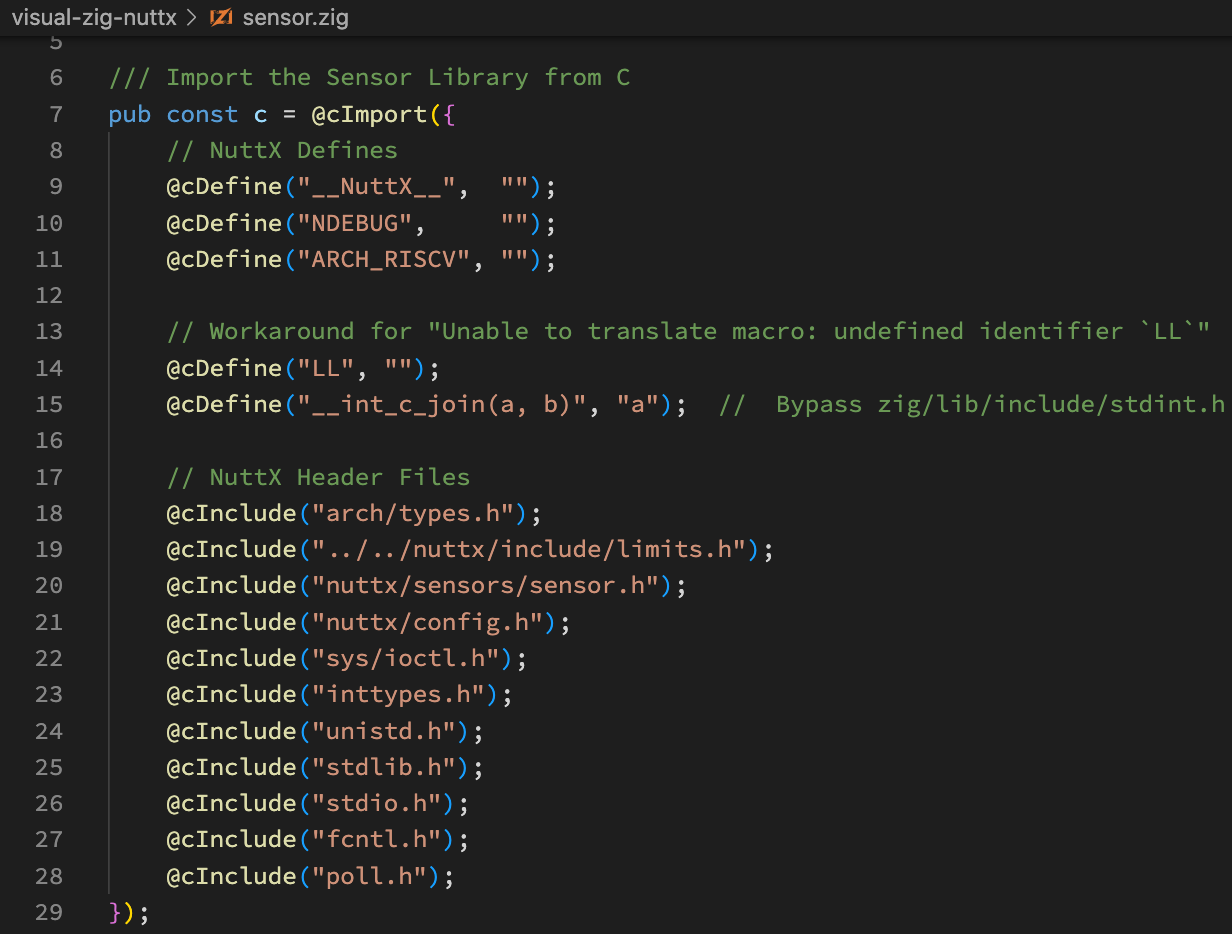 visual-zig-nuttx > sensor.zig
5
6 /// Import the Sensor Library from C
7 pub const c = @cImport({
8     // NuttX Defines
9     @cDefine("__NuttX__",  "");
10     @cDefine("NDEBUG",     "");
11     @cDefine("ARCH_RISCV", "");
12
13     // Workaround for "Unable to translate macro: undefined identifier `LL`"
14     @cDefine("LL", "");
15     @cDefine("__int_c_join(a, b)", "a");  //  Bypass zig/lib/include/stdint.h
16
17     // NuttX Header Files
18     @cInclude("arch/types.h");
19     @cInclude("../../nuttx/include/limits.h");
20     @cInclude("nuttx/sensors/sensor.h");
21     @cInclude("nuttx/config.h");
22     @cInclude("sys/ioctl.h");
23     @cInclude("inttypes.h");
24     @cInclude("unistd.h");
25     @cInclude("stdlib.h");
26     @cInclude("stdio.h");
27     @cInclude("fcntl.h");
28     @cInclude("poll.h");
29 });